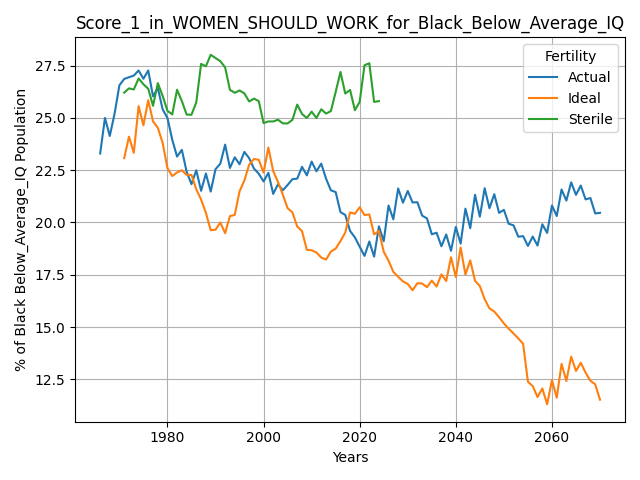 Score_1_in_WOMEN_SHOULD_WORK_for_Black_Below_Average_IQ
Fertility
Actual
Ideal
Sterile
% of Black Below_Average_IQ Population
27.5
25.0
22.5
20.0
17.5
15.0
12.5
1980
2000
2020
2040
2060
Years